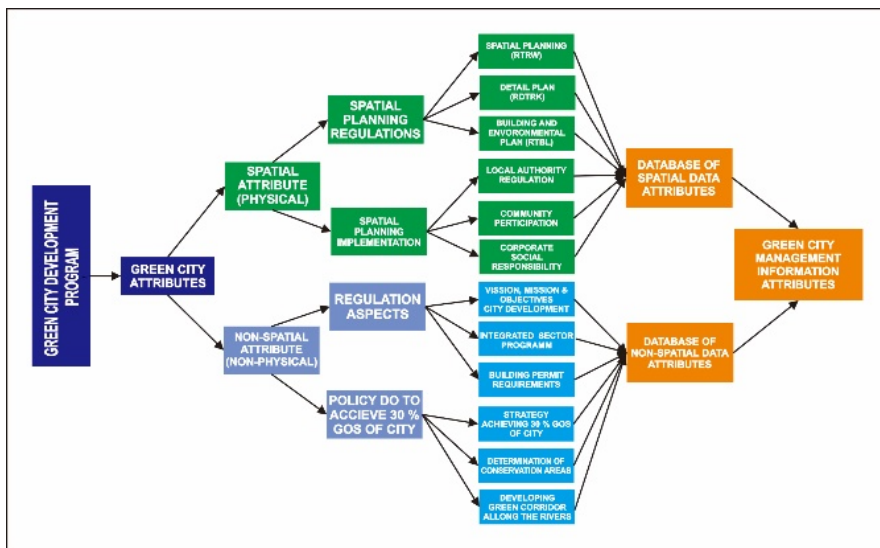 GREEN CITY DEVELOPMENT
PROGRAM
GREEN CITY
ATTRIBUTES
SPATIAL
ATTRIBUTE
(PHYSICAL)
NON-SPATIAL
ATTRIBUTE
(NON-PHYSICAL)
SPATIAL
PLANNING
REGULATIONS
SPATIAL
PLANNING
IMPLEMENTATION
REGULATION
ASPECTS
POLICY DO TO
ACCIEVE 30 %
GOS OF CITY
SPATIAL PLANNING
(RTRW)
DETAIL PLAN
(RDTRK)
BUILDING AND
ENVORONMENTAL
PLAN (RTBL)
LOCAL AUTHORITY
REGULATION
COMMUNITY
PERTICIPATION
CORPORATE
SOCIAL
RESPONSIBILITY
VISSION, MISSION &
OBJECTIVES
CITY DEVELOPMENT
INTEGRATED SECTOR
PROGRAMM
BUILDING PERMIT
REQUIREMENTS
STRATEGY
ACHIEVING 30 % GOS
OF CITY
DETERMINATION OF
CONSERVATION AREAS
DEVELOPING
GREEN CORRIDOR
ALLONG THE RIVERS
DATABASE OF
SPATIAL DATA
ATTRIBUTES
DATABASE OF
NON-SPATIAL DATA
ATTRIBUTES
GREEN CITY
MANAGEMENT
INFORMATION
ATTRIBUTES